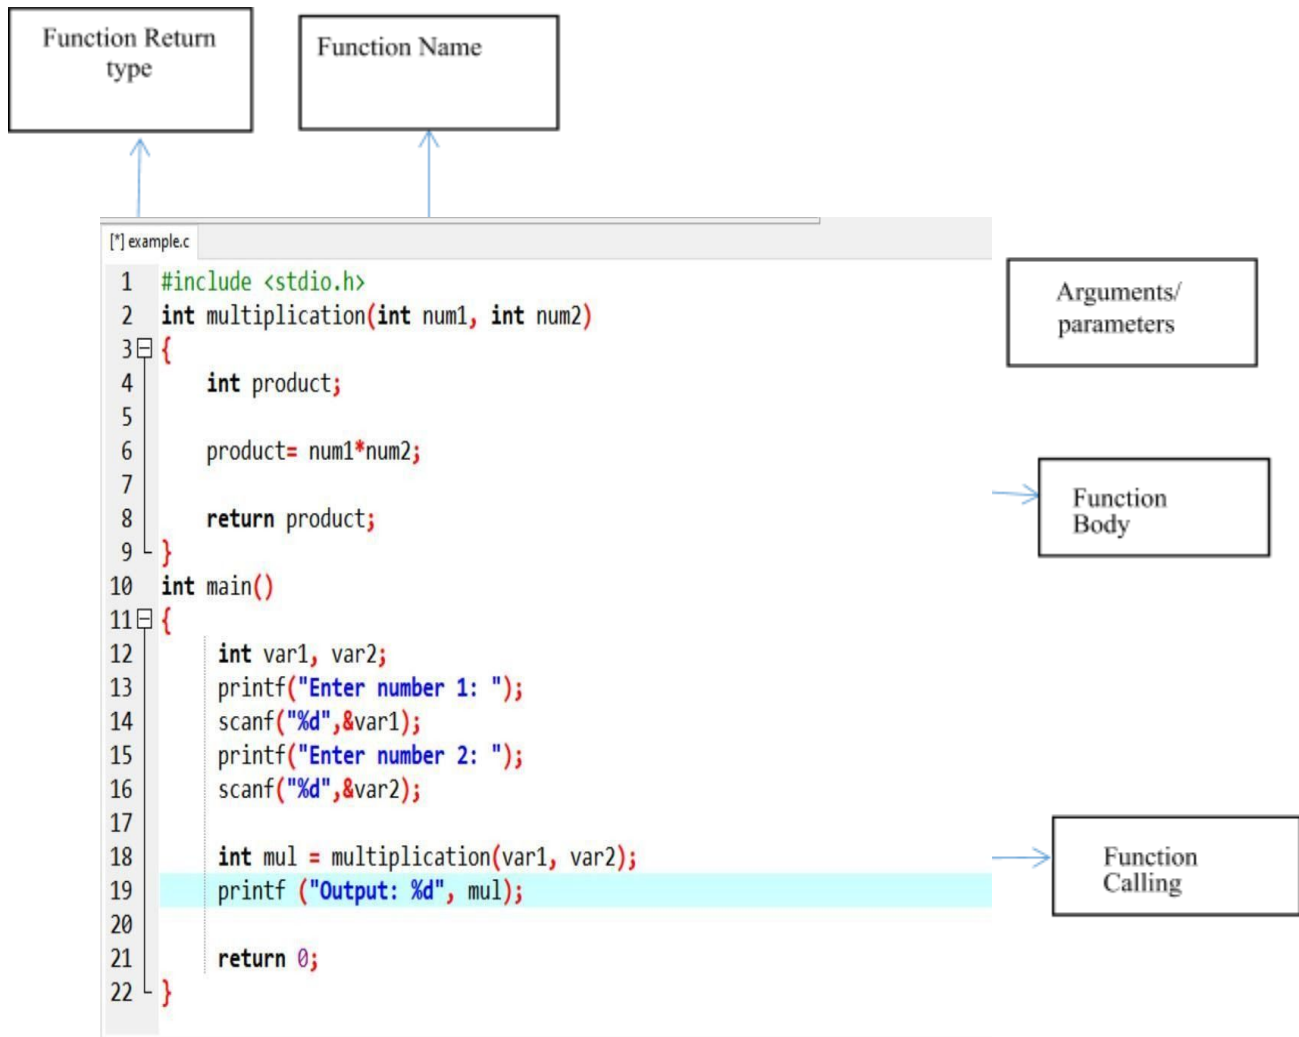 Function Return
type
Function Name
[*] example.c
Arguments/
parameters
1 #include <stdio.h>
2 int multiplication(int num1, int num2)
3 {
4 int product;
5
6 product= num1*num2;
7
8 return product;
9 }
Function
Body
10 int main()
11 {
12 int var1, var2;
13 printf("Enter number 1: ");
14 scanf("%d",&var1);
15 printf("Enter number 2: ");
16 scanf("%d",&var2);
17
18 int mul = multiplication(var1, var2);
19 printf ("Output: %d", mul);
20
21 return 0;
22 }
Function
Calling